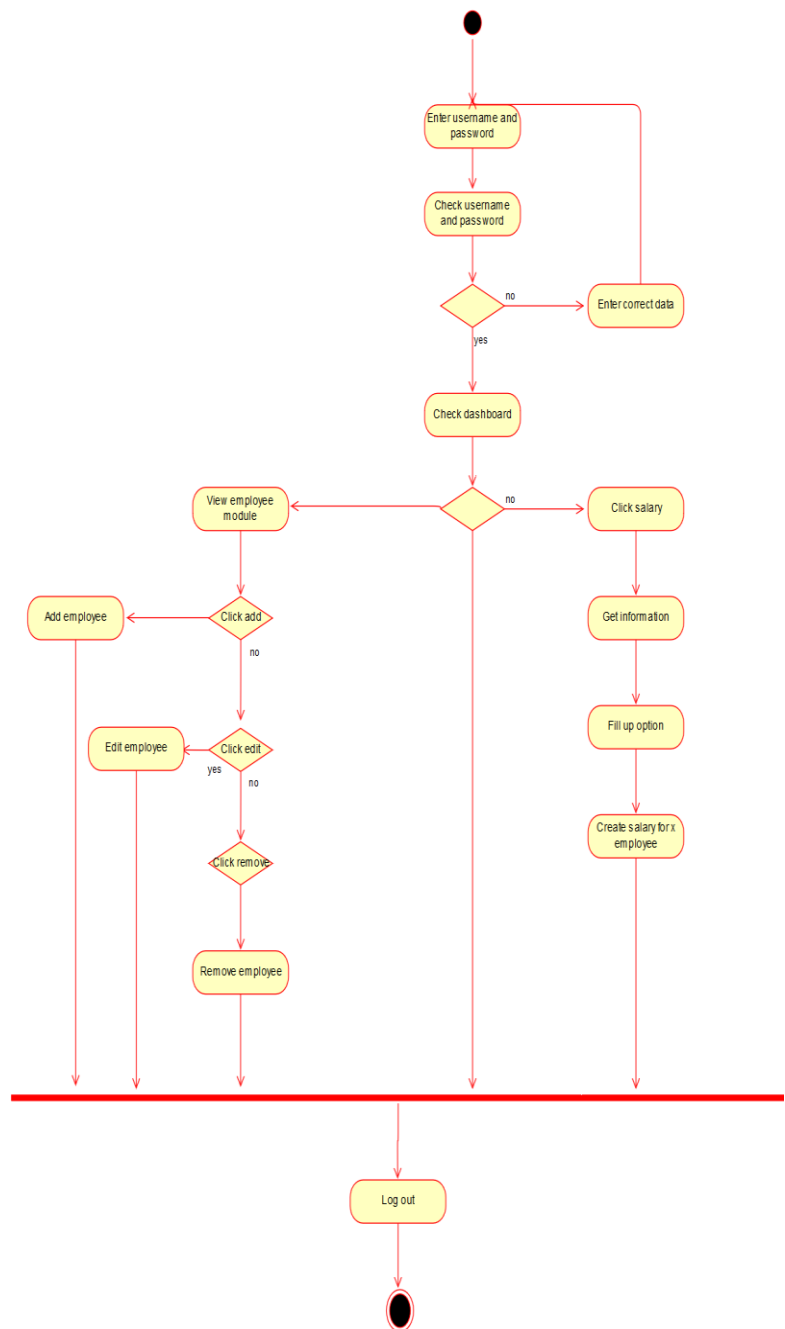 Enter username and
password
Check username
and password
no
Enter correct data
yes
Check dashboard
View employee
module
no
Click salary
Add employee
Click add
Get information
no
Edit employee
Click edit
Fill up option
yes
no
Create salary for x
employee
Click remove
Remove employee
Log out